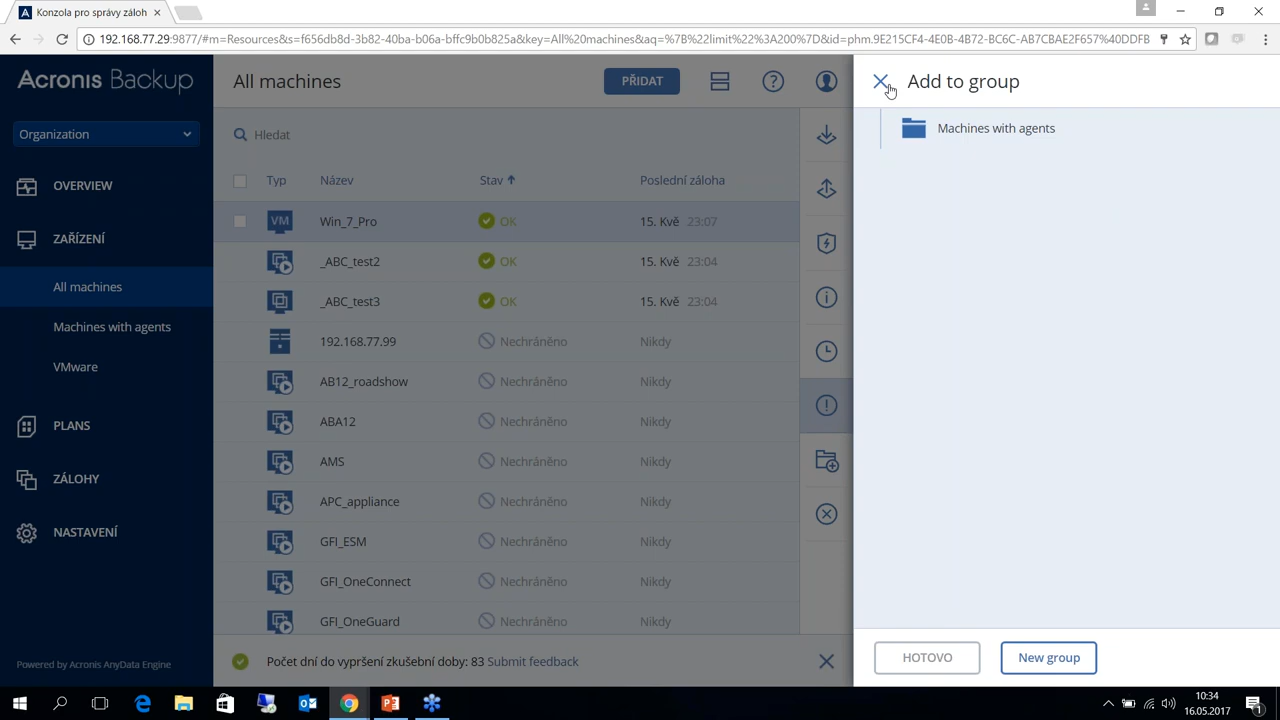 Konzola pro správy záloh
192.168.77.29:9877/#m=Resources&s=f656db8d-3b82-40ba-b06a-bffc9b0b825a&key=All%20machines&aq=%7B%22limit%22%3A200%7D&id=phm.9E215CF4-4E0B-4B72-BC6C-AB7CBAE2F657%40DDFB
Acronis Backup
Organization
OVERVIEW
ZAŘÍZENÍ
All machines
Machines with agents
VMware
PLANS
ZÁLOHY
NASTAVENÍ
Powered by Acronis AnyData Engine
All machines
PŘIDAT
Hledat
Typ Název Stav Poslední záloha
VM Win_7_Pro OK 15. Kvě 23:07
_ABC_test2 OK 15. Kvě 23:04
_ABC_test3 OK 15. Kvě 23:04
192.168.77.99 Nechráněno Nikdy
AB12_roadshow Nechráněno Nikdy
ABA12 Nechráněno Nikdy
AMS Nechráněno Nikdy
APC_appliance Nechráněno Nikdy
GFI_ESM Nechráněno Nikdy
GFI_OneConnect Nechráněno Nikdy
GFI_OneGuard Nechráněno Nikdy
Počet dní do vypršení zkušební doby: 83 Submit feedback
Add to group
Machines with agents
HOTOVO
New group
10:34
16.05.2017